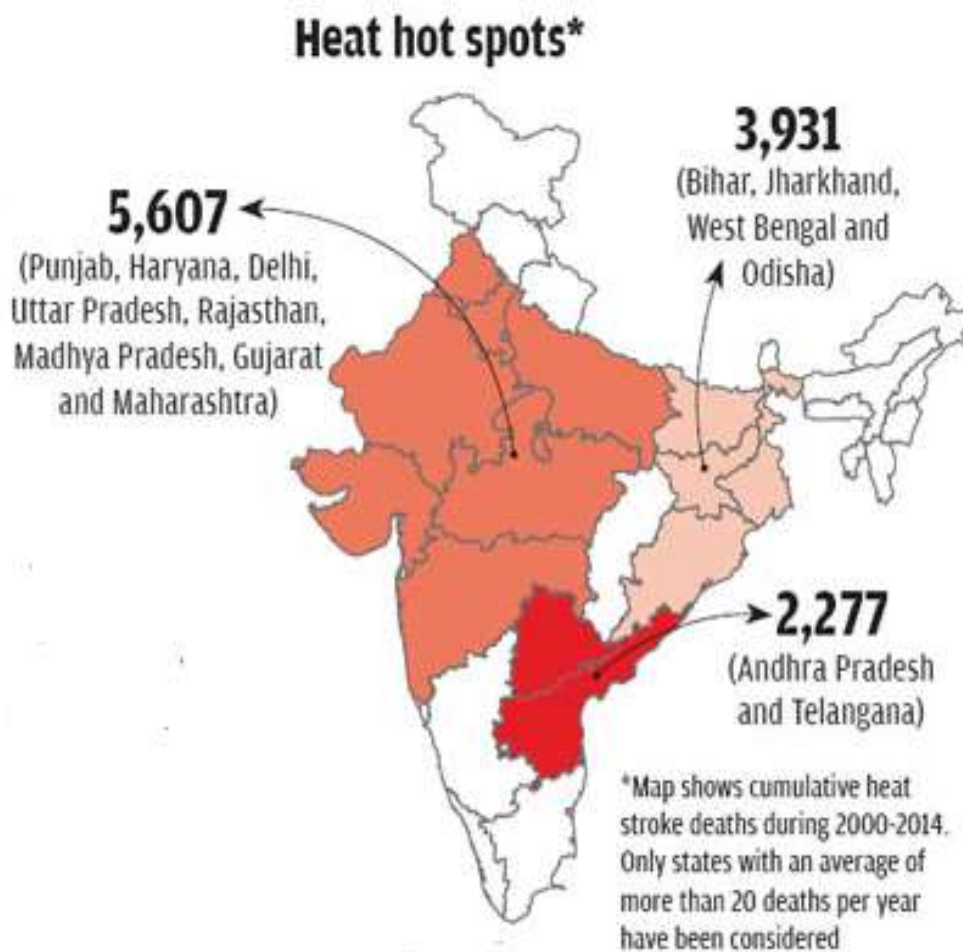 Heat hot spots*
5,607
(Punjab, Haryana, Delhi,
Uttar Pradesh, Rajasthan,
Madhya Pradesh, Gujarat
and Maharashtra)
3,931
(Bihar, Jharkhand,
West Bengal and
Odisha)
2,277
(Andhra Pradesh
and Telangana)
*Map shows cumulative heat
stroke deaths during 2000-2014.
Only states with an average of
more than 20 deaths per year
have been considered